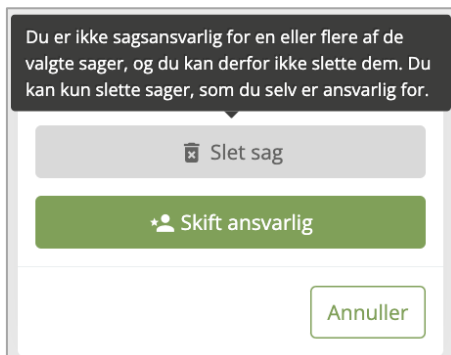 Du er ikke sagsansvarlig for en eller flere af de
valgte sager, og du kan derfor ikke slette dem. Du
kan kun slette sager, som du selv er ansvarlig for.
Slet sag
Skift ansvarlig
Annuller